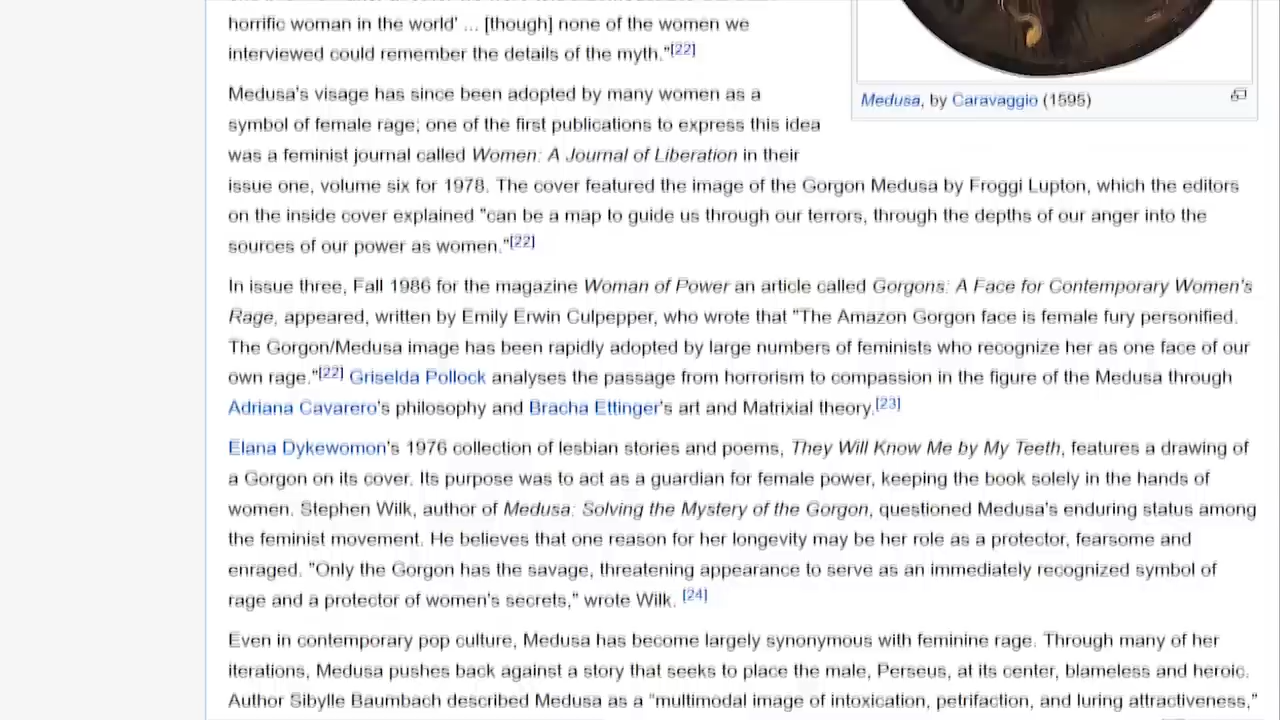 horrific woman in the world' ... [though] none of the women we
interviewed could remember the details of the myth."[22]
Medusa's visage has since been adopted by many women as a
symbol of female rage; one of the first publications to express this idea
was a feminist journal called Women: A Journal of Liberation in their
issue one, volume six for 1978. The cover featured the image of the Gorgon Medusa by Froggi Lupton, which the editors
on the inside cover explained "can be a map to guide us through our terrors, through the depths of our anger into the
sources of our power as women."[22]
In issue three, Fall 1986 for the magazine Woman of Power an article called Gorgons: A Face for Contemporary Women's
Rage, appeared, written by Emily Erwin Culpepper, who wrote that "The Amazon Gorgon face is female fury personified.
The Gorgon/Medusa image has been rapidly adopted by large numbers of feminists who recognize her as one face of our
own rage."[22] Griselda Pollock analyses the passage from horrorism to compassion in the figure of the Medusa through
Adriana Cavarero's philosophy and Bracha Ettinger's art and Matrixial theory.[23]
Elana Dykewomon's 1976 collection of lesbian stories and poems, They Will Know Me by My Teeth, features a drawing of
a Gorgon on its cover. Its purpose was to act as a guardian for female power, keeping the book solely in the hands of
women. Stephen Wilk, author of Medusa: Solving the Mystery of the Gorgon, questioned Medusa's enduring status among
the feminist movement. He believes that one reason for her longevity may be her role as a protector, fearsome and
enraged. "Only the Gorgon has the savage, threatening appearance to serve as an immediately recognized symbol of
rage and a protector of women's secrets," wrote Wilk. [24]
Even in contemporary pop culture, Medusa has become largely synonymous with feminine rage. Through many of her
iterations, Medusa pushes back against a story that seeks to place the male, Perseus, at its center, blameless and heroic.
Author Sibylle Baumbach described Medusa as a "multimodal image of intoxication, petrifaction, and luring attractiveness,"
Medusa, by Caravaggio (1595)